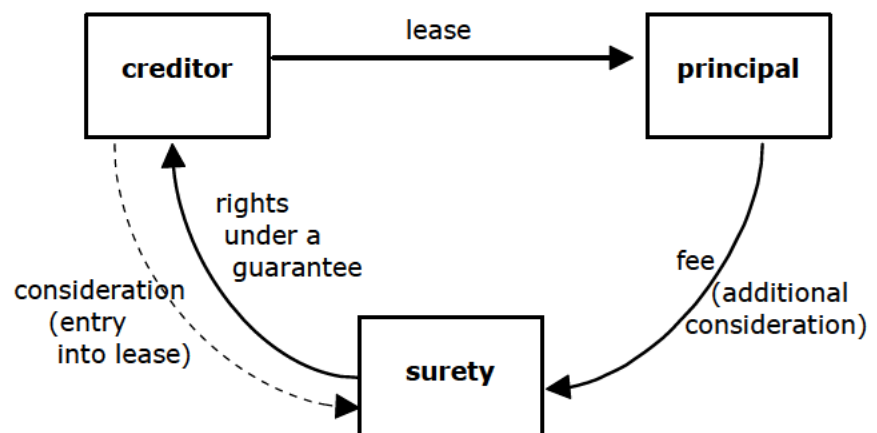 lease
creditor
principal
rights
under a
guarantee
consideration
(entry
into lease)
fee
(additional
consideration)
surety